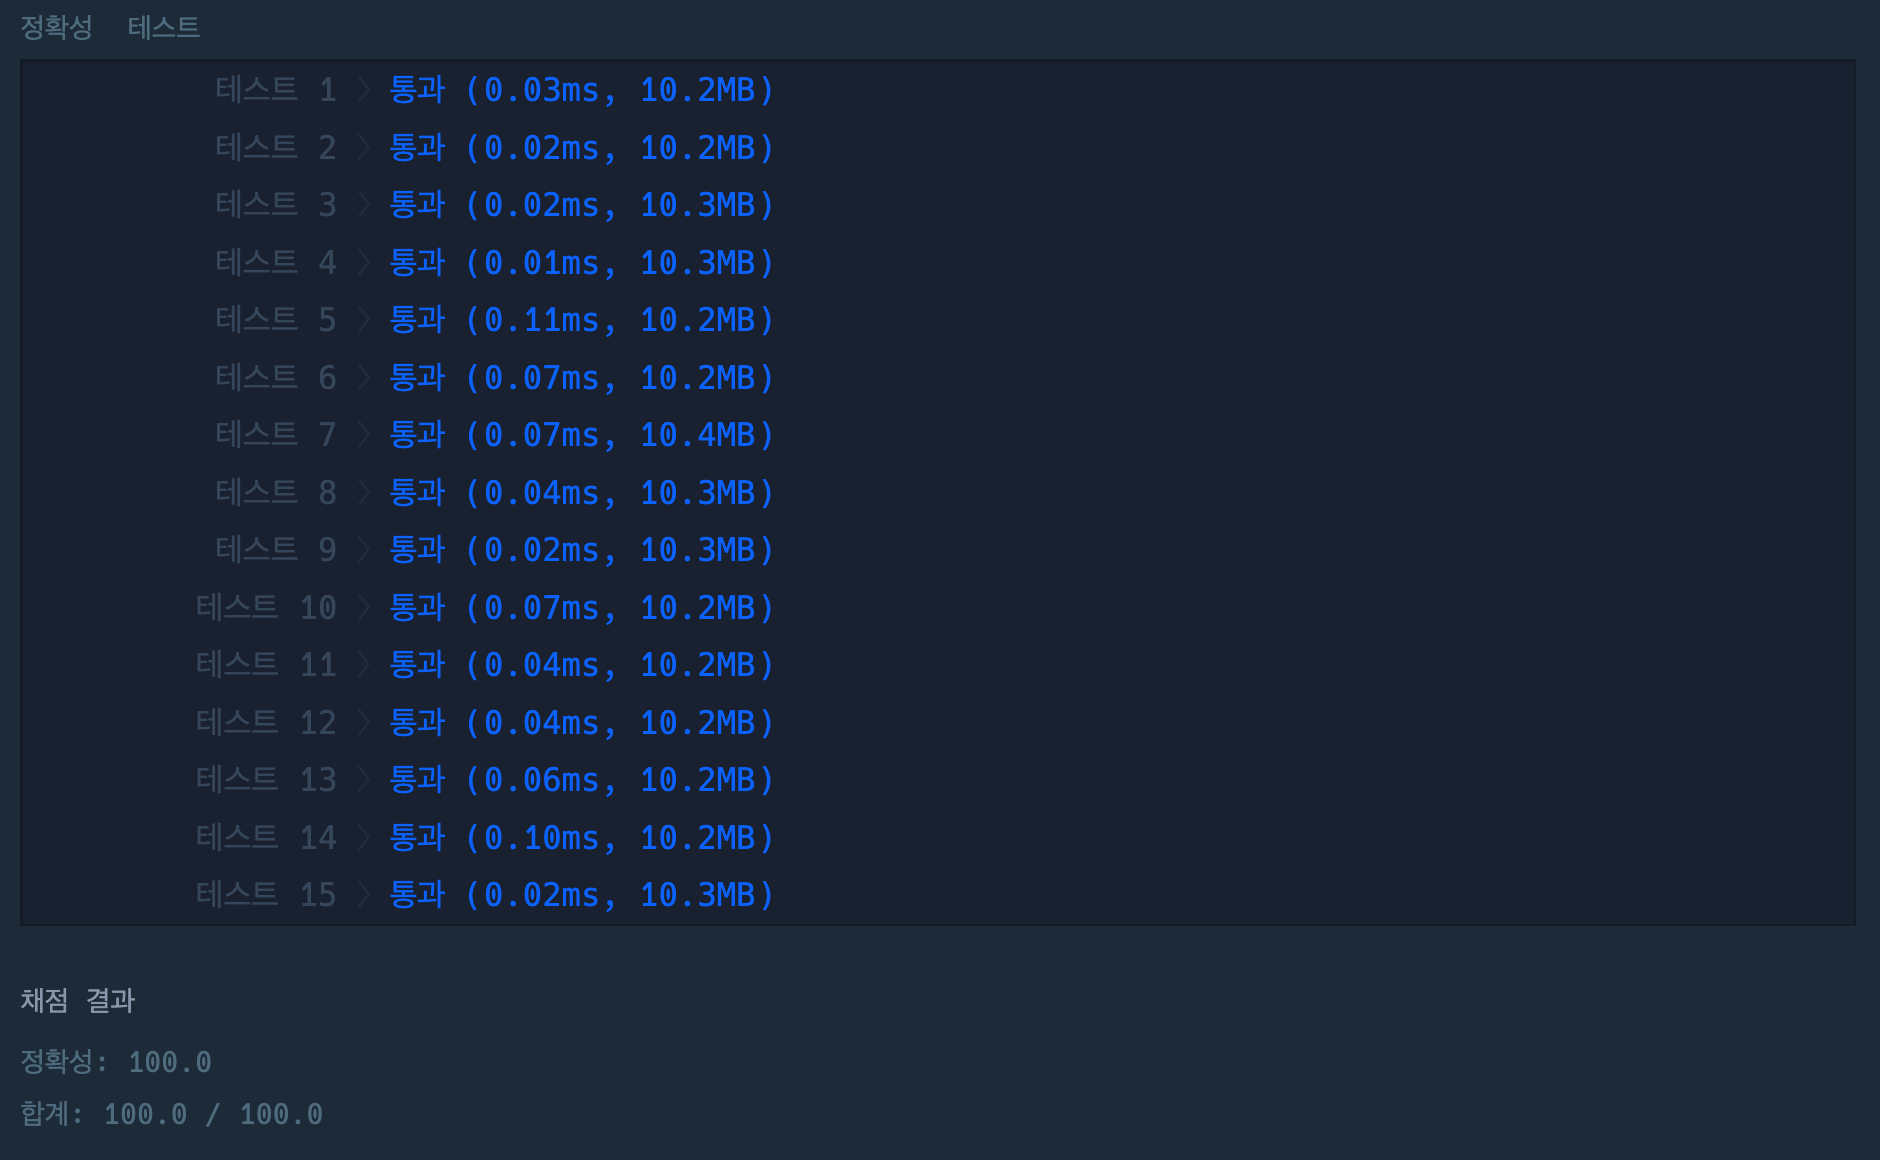 정확성 테스트
테스트 1 〉 통과 (0.03ms, 10.2MB)
테스트 2 〉 통과 (0.02ms, 10.2MB)
테스트 3 〉 통과 (0.02ms, 10.3MB)
테스트 4 〉 통과 (0.01ms, 10.3MB)
테스트 5 〉 통과 (0.11ms, 10.2MB)
테스트 6 〉 통과 (0.07ms, 10.2MB)
테스트 7 〉 통과 (0.07ms, 10.4MB)
테스트 8 〉 통과 (0.04ms, 10.3MB)
테스트 9 〉 통과 (0.02ms, 10.3MB)
테스트 10 〉 통과 (0.07ms, 10.2MB)
테스트 11 〉 통과 (0.04ms, 10.2MB)
테스트 12 〉 통과 (0.04ms, 10.2MB)
테스트 13 〉 통과 (0.06ms, 10.2MB)
테스트 14 〉 통과 (0.10ms, 10.2MB)
테스트 15 〉 통과 (0.02ms, 10.3MB)
채점 결과
정확성: 100.0
합계: 100.0 / 100.0